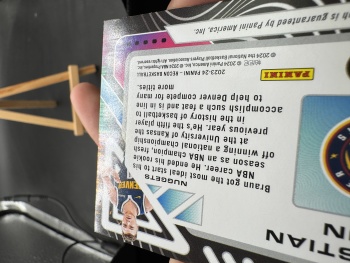 STIAN
N
NUGGETS
Braun got the most ideal start to his
NBA career. He ended his rookie
season as an NBA champion, fresh
off a winning a national championship
at the University of Kansas the
previous year. He's the fifth player
in the history of basketball to
accomplish such a feat and is in line
to help Denver compete for many
more titles.
PANINI
2023-24 PANINI - RECON BASKETBALL
© 2024 Panini America, Inc.
is guaranteed by Panini America, Inc.